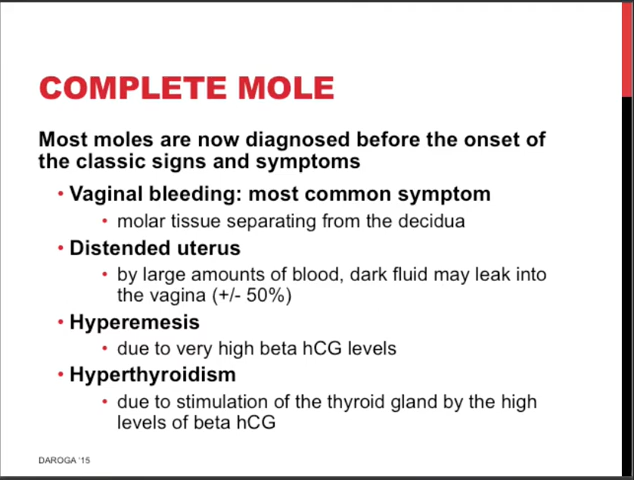 COMPLETE MOLE
Most moles are now diagnosed before the onset of
the classic signs and symptoms
• Vaginal bleeding: most common symptom
• molar tissue separating from the decidua
• Distended uterus
• by large amounts of blood, dark fluid may leak into
the vagina (+/- 50%)
• Hyperemesis
• due to very high beta hCG levels
• Hyperthyroidism
• due to stimulation of the thyroid gland by the high
levels of beta hCG
DAROGA '15